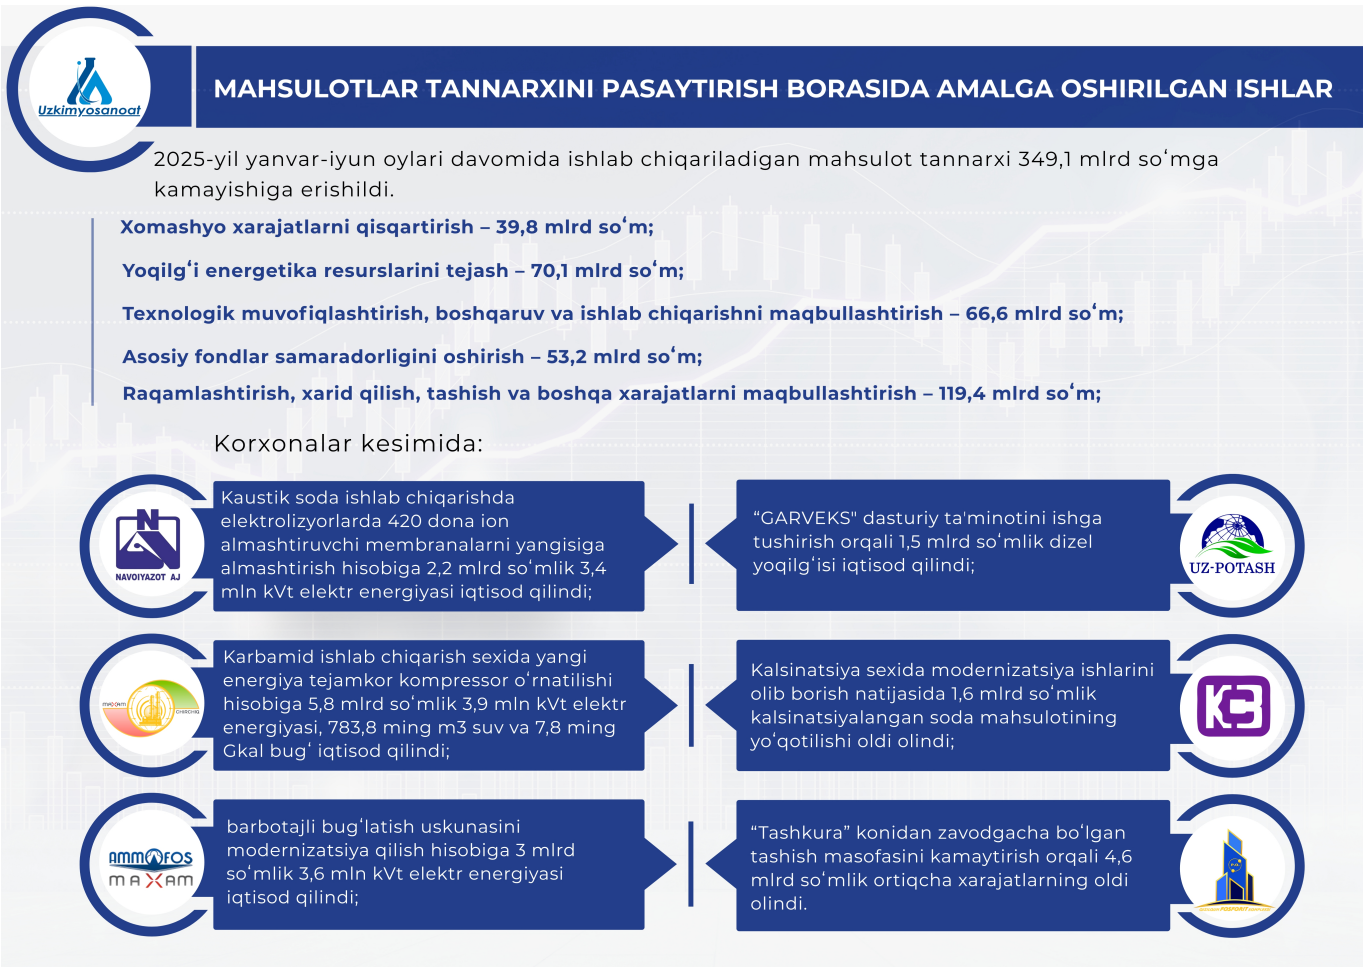 Uzkimyosanoat
MAHSULOTLAR TANNARXINI PASAYTIRISH BORASIDA AMALGA OSHIRILGAN ISHLAR
2025-yil yanvar-iyun oylari davomida ishlab chiqariladigan mahsulot tannarxi 349,1 mlrd soʻmga
kamayishiga erishildi.
Xomashyo xarajatlarni qisqartirish – 39,8 mlrd soʻm;
Yoqilgʻi energetika resurslarini tejash – 70,1 mlrd soʻm;
Texnologik muvofiqlashtirish, boshqaruv va ishlab chiqarishni maqbullashtirish – 66,6 mlrd soʻm;
Asosiy fondlar samaradorligini oshirish – 53,2 mlrd soʻm;
Raqamlashtirish, xarid qilish, tashish va boshqa xarajatlarni maqbullashtirish – 119,4 mlrd soʻm;
Korxonalar kesimida:
N
NAVOIYAZOT AJ
Kaustik soda ishlab chiqarishda
elektrolizyorlarda 420 dona ion
almashtiruvchi membranalarni yangisiga
almashtirish hisobiga 2,2 mlrd soʻmlik 3,4
mln kVt elektr energiyasi iqtisod qilindi;
“GARVEKS" dasturiy ta'minotini ishga
tushirish orqali 1,5 mlrd soʻmlik dizel
yoqilgʻisi iqtisod qilindi;
UZ-POTASH
MAXAM
CHIRCHIQ
Karbamid ishlab chiqarish sexida yangi
energiya tejamkor kompressor oʻrnatilishi
hisobiga 5,8 mlrd soʻmlik 3,9 mln kVt elektr
energiyasi, 783,8 ming m3 suv va 7,8 ming
Gkal bugʻ iqtisod qilindi;
Kalsinatsiya sexida modernizatsiya ishlarini
olib borish natijasida 1,6 mlrd soʻmlik
kalsinatsiyalangan soda mahsulotining
yoʻqotilishi oldi olindi;
KЗ
AMMOFOS
MAXAM
barbotajli bugʻlatish uskunasini
modernizatsiya qilish hisobiga 3 mlrd
soʻmlik 3,6 mln kVt elektr energiyasi
iqtisod qilindi;
“Tashkura” konidan zavodgacha boʻlgan
tashish masofasini kamaytirish orqali 4,6
mlrd soʻmlik ortiqcha xarajatlarning oldi
olindi.